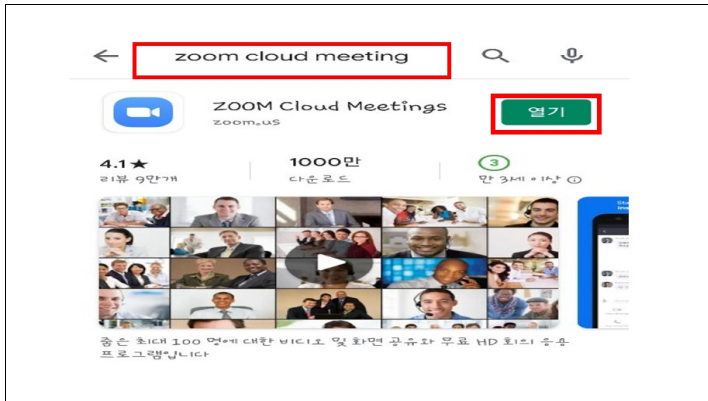 zoom cloud meeting
ZOOM Cloud Meetings
zoom.us
열기
4.1★
1000만
3
리뷰 9만개
다운로드
만 3세 이상
줌은 최대 100 명에 대한 비디오 및 화면 공유와 무료 HD 회의 응용
프로그램입니다